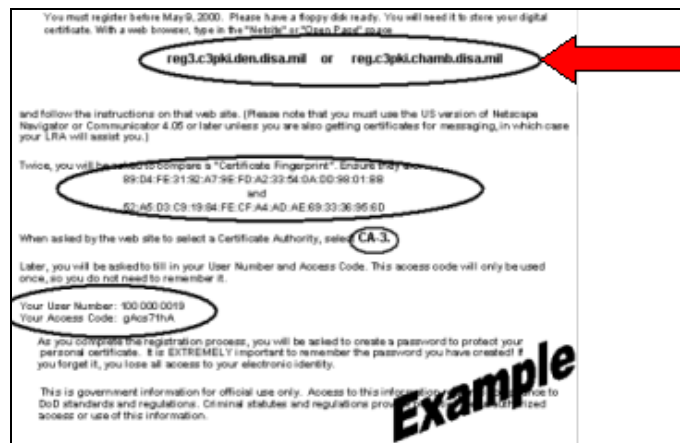 You must register before May 9, 2000. Please have a floppy disk ready. You will need it to store your digital
certificate. With a web browser, type in the "Netsite" or "Open Page" space
reg3.c3pki.den.disa.mil or reg.c3pki.chamb.disa.mil
and follow the instructions on that web site. (Please note that you must use the US version of Netscape
Navigator or Communicator 4.05 or later unless you are also getting certificates for messaging, in which case
your LRA will assist you.)
Twice, you will be asked to compare a "Certificate Fingerprint". Ensure they
89:D4:FE:31:92:A7:9E:FD:A2:33:54:0A:DD:98:01:BB
and
52:A5:D3:C9:19:84:FE:CF:A4:AD:AE:69:33:36:95:6D
When asked by the web site to select a Certificate Authority, select CA-3.
Later, you will be asked to fill in your User Number and Access Code. This access code will only be used
once, so you do not need to remember it.
Your User Number: 100 000 0019
Your Access Code: gAcs71hA
As you complete the registration process, you will be asked to create a password to protect your
personal certificate. It is EXTREMELY important to remember the password you have created! If
you forget it, you lose all access to your electronic identity.
This is government information for official use only. Access to this information to
DoD standards and regulations. Criminal statutes and regulations
access or use of this information.
Example